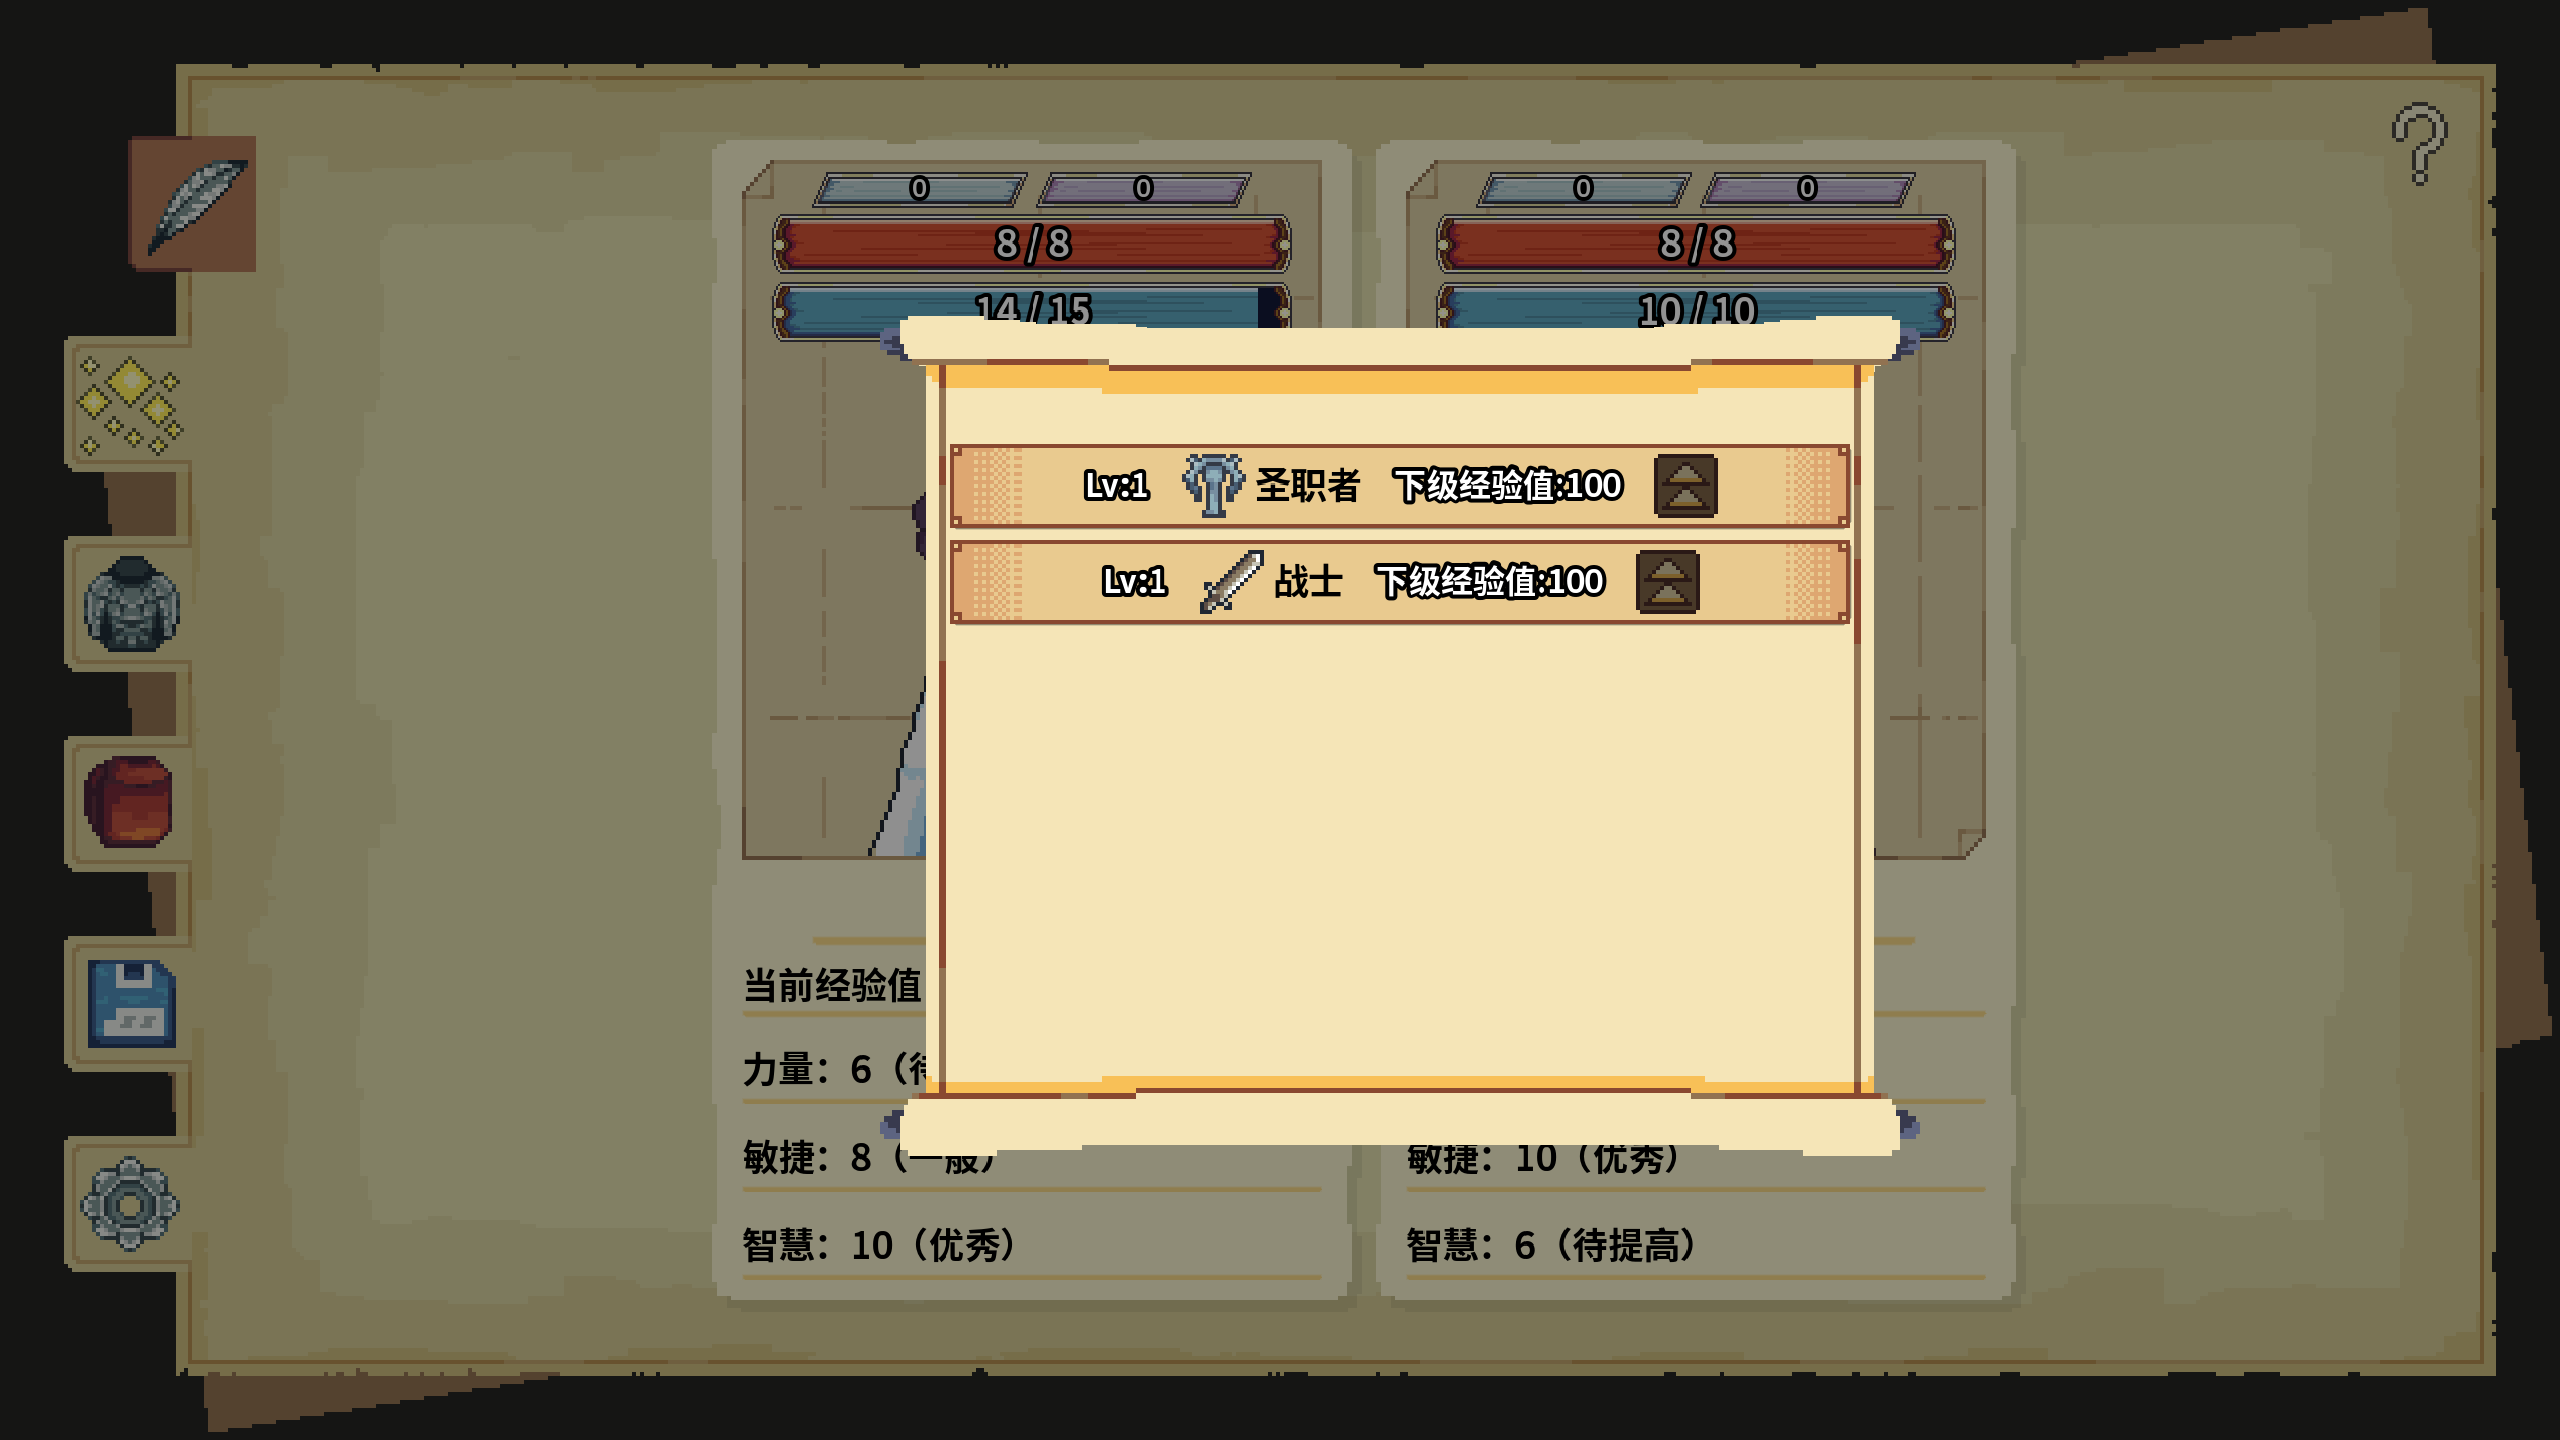 0 0
8/8
14/15
0 0
8/8
10/10
Lv:1 圣职者 下级经验值:100
Lv:1 战士 下级经验值:100
当前经验值
力量：6（待
敏捷：8（一般）
智慧：10（优秀）
敏捷：10（优秀）
智慧：6（待提高）